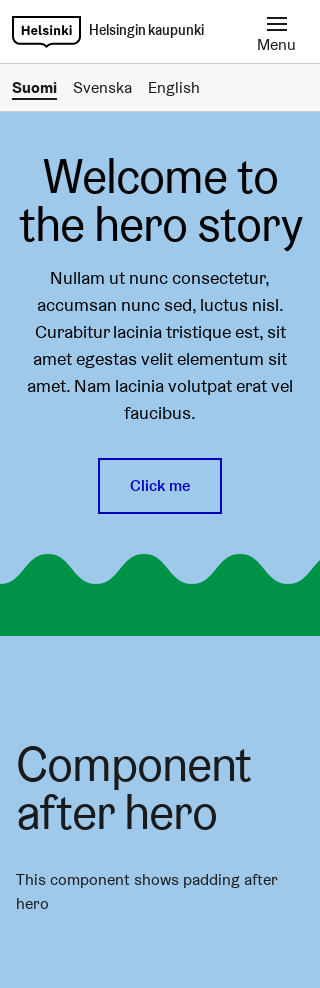 Helsinki Helsingin kaupunki
Menu
Suomi Svenska English
Welcome to
the hero story
Nullam ut nunc consectetur,
accumsan nunc sed, luctus nisl.
Curabitur lacinia tristique est, sit
amet egestas velit elementum sit
amet. Nam lacinia volutpat erat vel
faucibus.
Click me
Component
after hero
This component shows padding after
hero